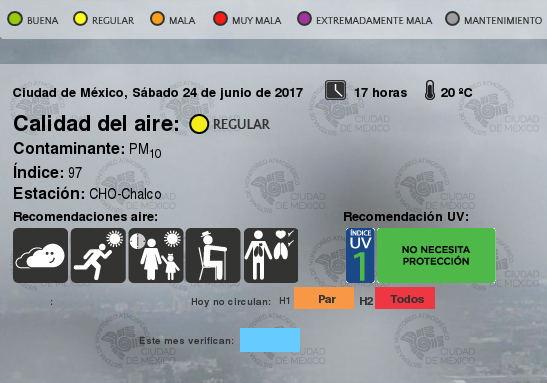 BUENA REGULAR MALA MUY MALA EXTREMADAMENTE MALA MANTENIMIENTO
Ciudad de México, Sábado 24 de junio de 2017 17 horas 20 ºC
Calidad del aire: REGULAR
Contaminante: PM10
Índice: 97
Estación: CHO-Chalco
Recomendaciones aire: Recomendación UV:
ÍNDICE
UV
1
NO NECESITA
PROTECCIÓN
: Hoy no circulan: H1 Par H2 Todos
Este mes verifican:
CIUDAD
DE MÉXICO